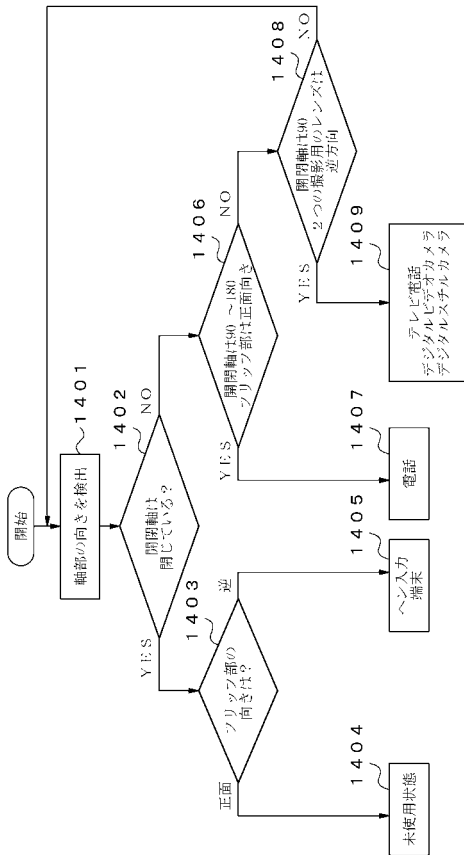 開始
軸部の向きを検出
1401
開閉軸は
閉じている?
1402
YES
NO
フリップ部の
向きは?
1403
正面
逆
未使用状態
1404
ペン入力
端末
1405
開閉軸は90 ~180
フリップ部は正面向き
1406
YES
NO
電話
1407
開閉軸は90
2つの撮影用のレンズは
逆方向
1408
YES
NO
テレビ電話
デジタルビデオカメラ
デジタルスチルカメラ
1409